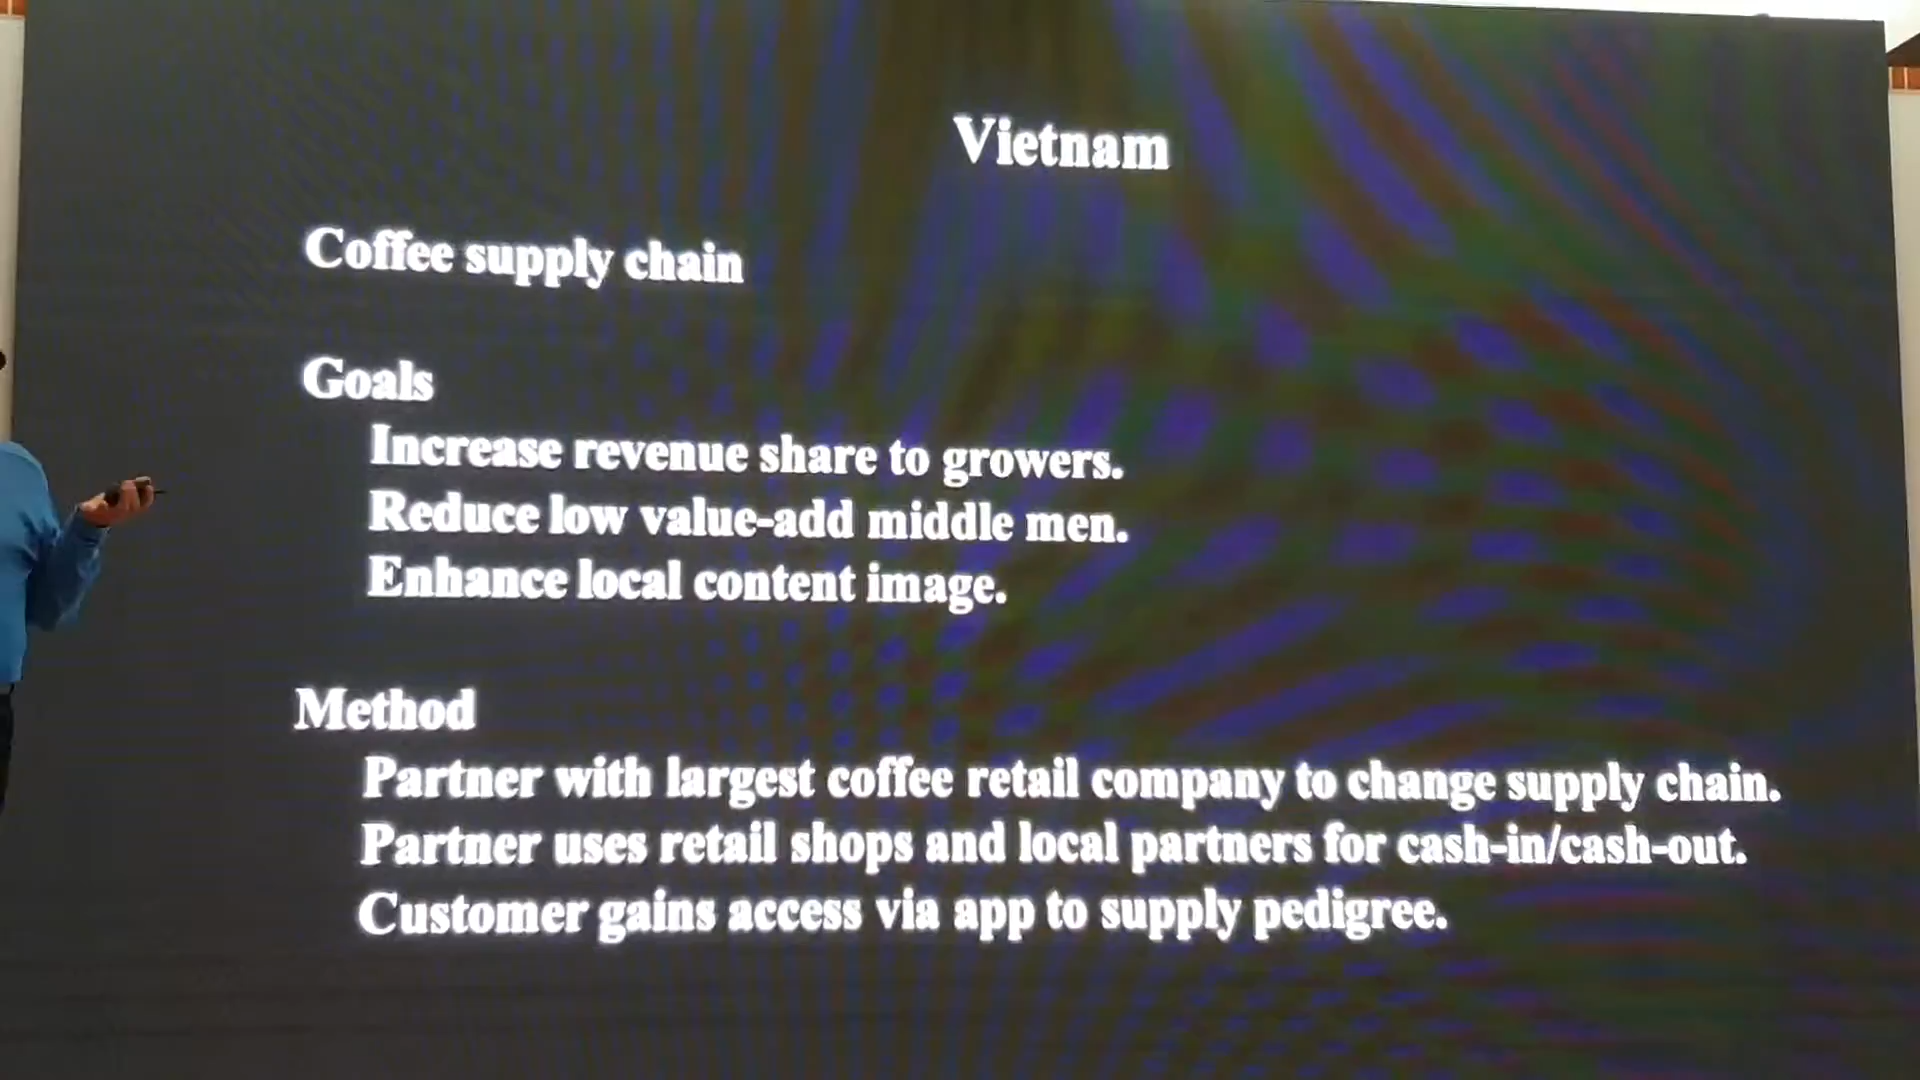 Vietnam
Coffee supply chain
Goals
Increase revenue share to growers.
Reduce low value-add middle men.
Enhance local content image.
Method
Partner with largest coffee retail company to change supply chain.
Partner uses retail shops and local partners for cash-in/cash-out.
Customer gains access via app to supply pedigree.